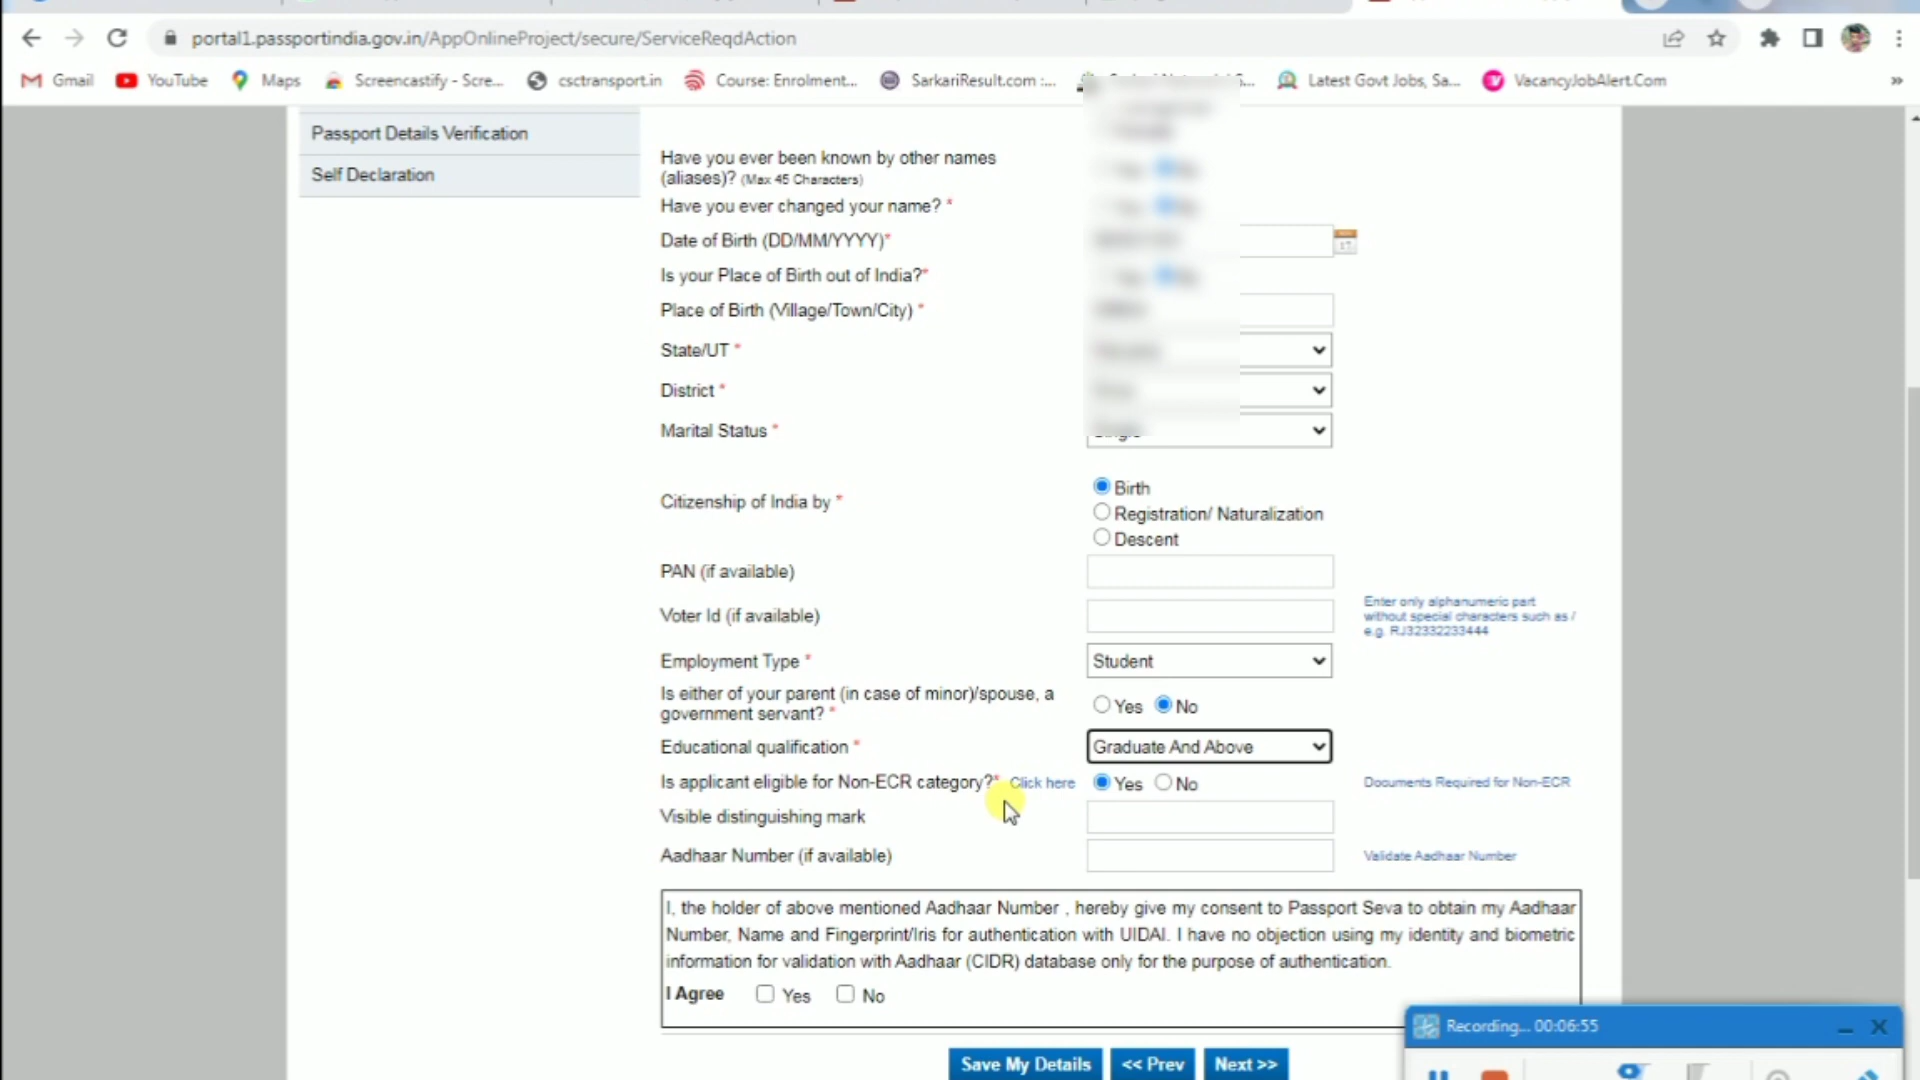 portal1.passportindia.gov.in/AppOnlineProject/secure/ServiceReqdAction
Gmail YouTube Maps Screencastify - Scre... csctransport.in Course: Enrolment... SarkariResult.com :... Latest Govt Jobs, Sa... VacancyJobAlert.Com »
Passport Details Verification
Self Declaration
Have you ever been known by other names
(aliases)? (Max 45 Characters)
Have you ever changed your name? *
Date of Birth (DD/MM/YYYY)*
17
Is your Place of Birth out of India?*
Place of Birth (Village/Town/City) *
State/UT *
District *
Marital Status * Single
Citizenship of India by *
Birth
Registration/ Naturalization
Descent
PAN (if available)
Voter Id (if available)
Enter only alphanumeric part
without special characters such as /
e.g. RJ32332233444
Employment Type * Student
Is either of your parent (in case of minor)/spouse, a
government servant? * Yes No
Educational qualification * Graduate And Above
Is applicant eligible for Non-ECR category?* Click here Yes No Documents Required for Non-ECR
Visible distinguishing mark
Aadhaar Number (if available) Validate Aadhaar Number
I, the holder of above mentioned Aadhaar Number , hereby give my consent to Passport Seva to obtain my Aadhaar
Number, Name and Fingerprint/Iris for authentication with UIDAI. I have no objection using my identity and biometric
information for validation with Aadhaar (CIDR) database only for the purpose of authentication.
I Agree Yes No
Recording... 00:06:55
Save My Details << Prev Next >>